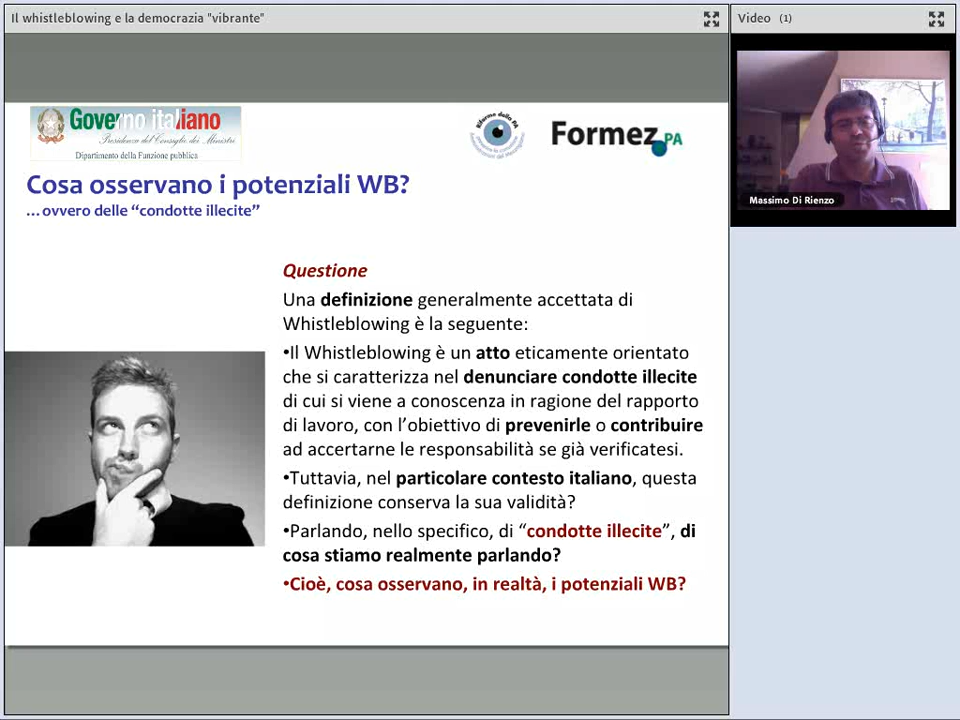 Il whistleblowing e la democrazia "vibrante"
Video (1)
Governo italiano
Presidenza del Consiglio dei Ministri
Dipartimento della Funzione pubblica
Riforma della PA
Formez PA
Massimo Di Rienzo
Cosa osservano i potenziali WB?
...ovvero delle “condotte illecite”
Questione
Una definizione generalmente accettata di
Whistleblowing è la seguente:
•Il Whistleblowing è un atto eticamente orientato
che si caratterizza nel denunciare condotte illecite
di cui si viene a conoscenza in ragione del rapporto
di lavoro, con l’obiettivo di prevenirle o contribuire
ad accertarne le responsabilità se già verificatesi.
•Tuttavia, nel particolare contesto italiano, questa
definizione conserva la sua validità?
•Parlando, nello specifico, di “condotte illecite”, di
cosa stiamo realmente parlando?
•Cioè, cosa osservano, in realtà, i potenziali WB?